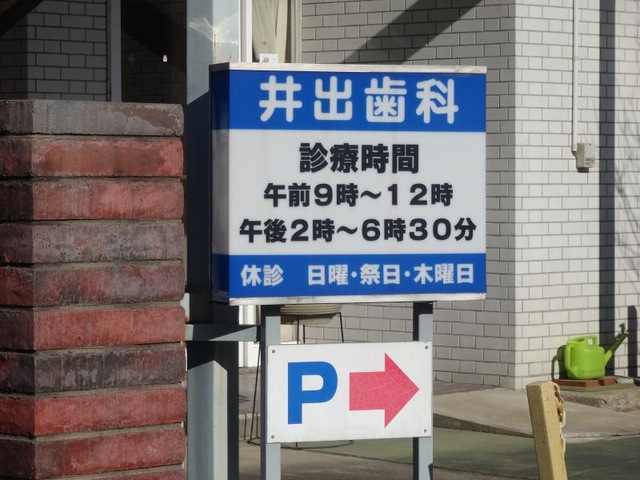 井出歯科
診療時間
午前9時～12時
午後2時～6時30分
休診 日曜・祭日・木曜日
P